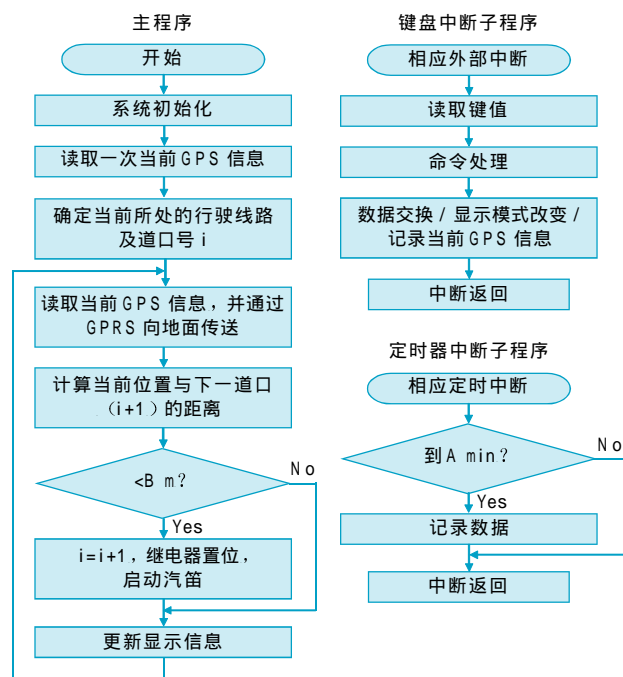 主程序
开始
系统初始化
读取一次当前GPS 信息
确定当前所处的行驶线路
及道口号 i
读取当前GPS 信息，并通过
GPRS 向地面传送
计算当前位置与下一道口
（i+1）的距离
<B m？
No
Yes
i=i+1，继电器置位，
启动汽笛
更新显示信息
键盘中断子程序
相应外部中断
读取键值
命令处理
数据交换 / 显示模式改变 /
记录当前GPS 信息
中断返回
定时器中断子程序
相应定时中断
到A min？
No
Yes
记录数据
中断返回